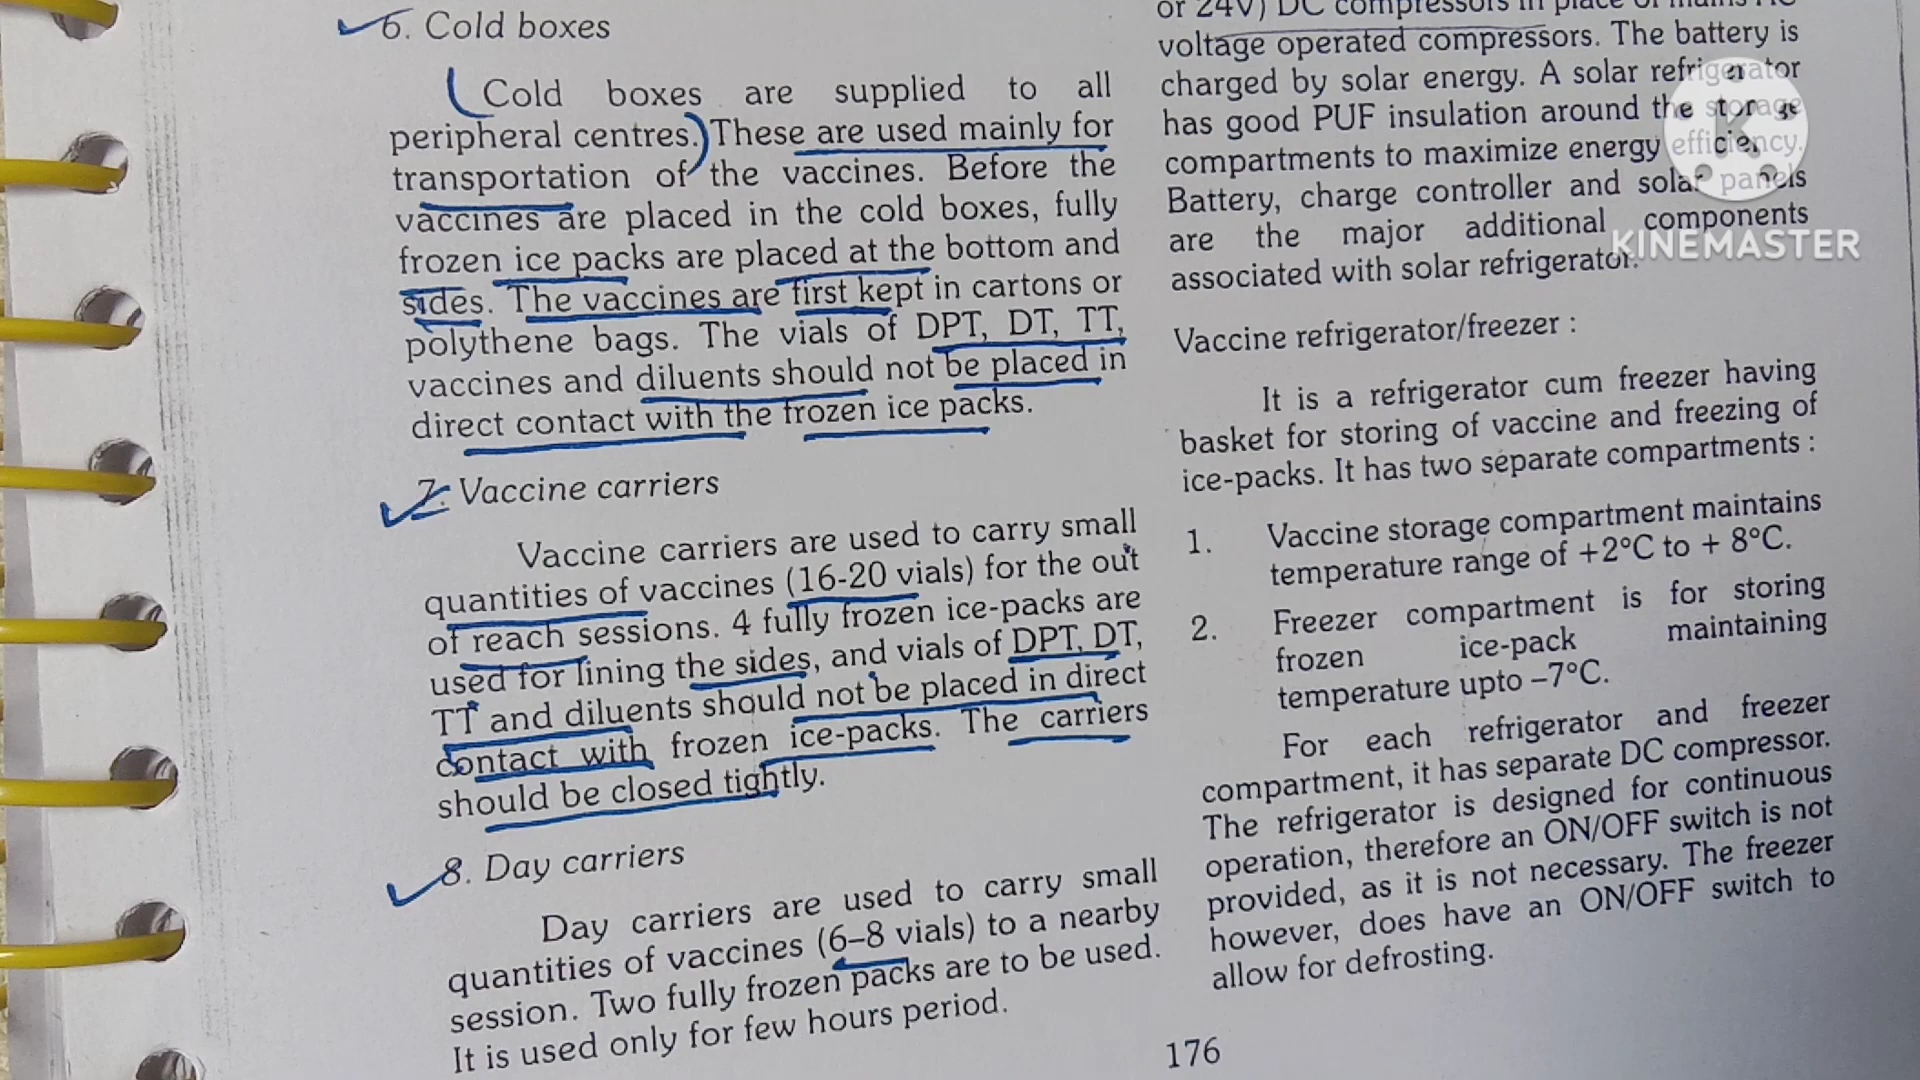 6. Cold boxes
Cold boxes are supplied to all
peripheral centres. These are used mainly for
transportation of the vaccines. Before the
vaccines are placed in the cold boxes, fully
frozen ice packs are placed at the bottom and
sides. The vaccines are first kept in cartons or
polythene bags. The vials of DPT, DT, TT,
vaccines and diluents should not be placed in
direct contact with the frozen ice packs.
7. Vaccine carriers
Vaccine carriers are used to carry small
quantities of vaccines (16-20 vials) for the out
of reach sessions. 4 fully frozen ice-packs are
used for lining the sides, and vials of DPT, DT,
TT and diluents should not be placed in direct
contact with frozen ice-packs. The carriers
should be closed tightly.
8. Day carriers
Day carriers are used to carry small
quantities of vaccines (6–8 vials) to a nearby
session. Two fully frozen packs are to be used.
It is used only for few hours period.
or 24V) DC compressors in place of mains AC
voltage operated compressors. The battery is
charged by solar energy. A solar refrigerator
has good PUF insulation around the storage
compartments to maximize energy efficiency.
Battery, charge controller and solar panels
are the major additional components
associated with solar refrigerator.
KINEMASTER
Vaccine refrigerator/freezer :
It is a refrigerator cum freezer having
basket for storing of vaccine and freezing of
ice-packs. It has two separate compartments :
1. Vaccine storage compartment maintains
temperature range of +2°C to + 8°C.
2. Freezer compartment is for storing
frozen ice-pack maintaining
temperature upto –7°C.
For each refrigerator and freezer
compartment, it has separate DC compressor.
The refrigerator is designed for continuous
operation, therefore an ON/OFF switch is not
provided, as it is not necessary. The freezer
however, does have an ON/OFF switch to
allow for defrosting.
176